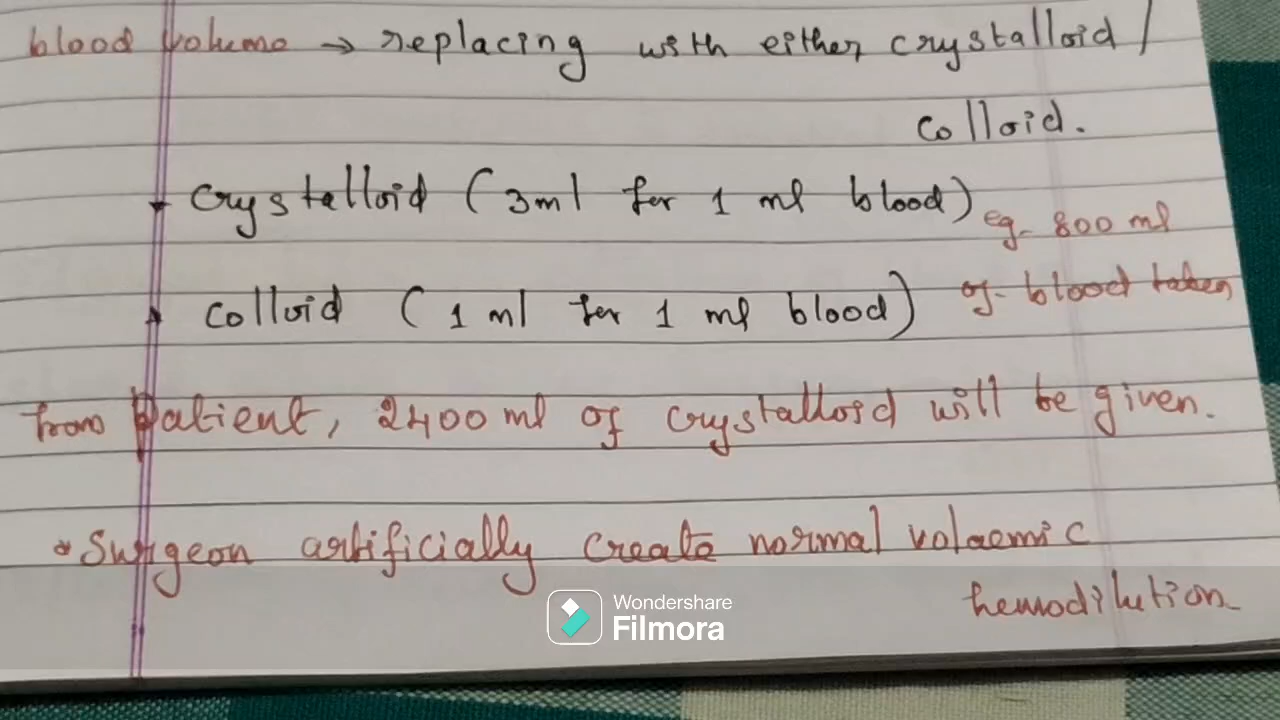 blood volume → replacing with either crystalloid /
colloid.
crystalloid (3ml for 1 ml blood) eg. 800 ml
colloid (1 ml for 1 ml blood) of blood taken
from patient, 2400 ml of crystalloid will be given.
* Surgeon artificially create normal volaemic
hemodilution
Wondershare
Filmora